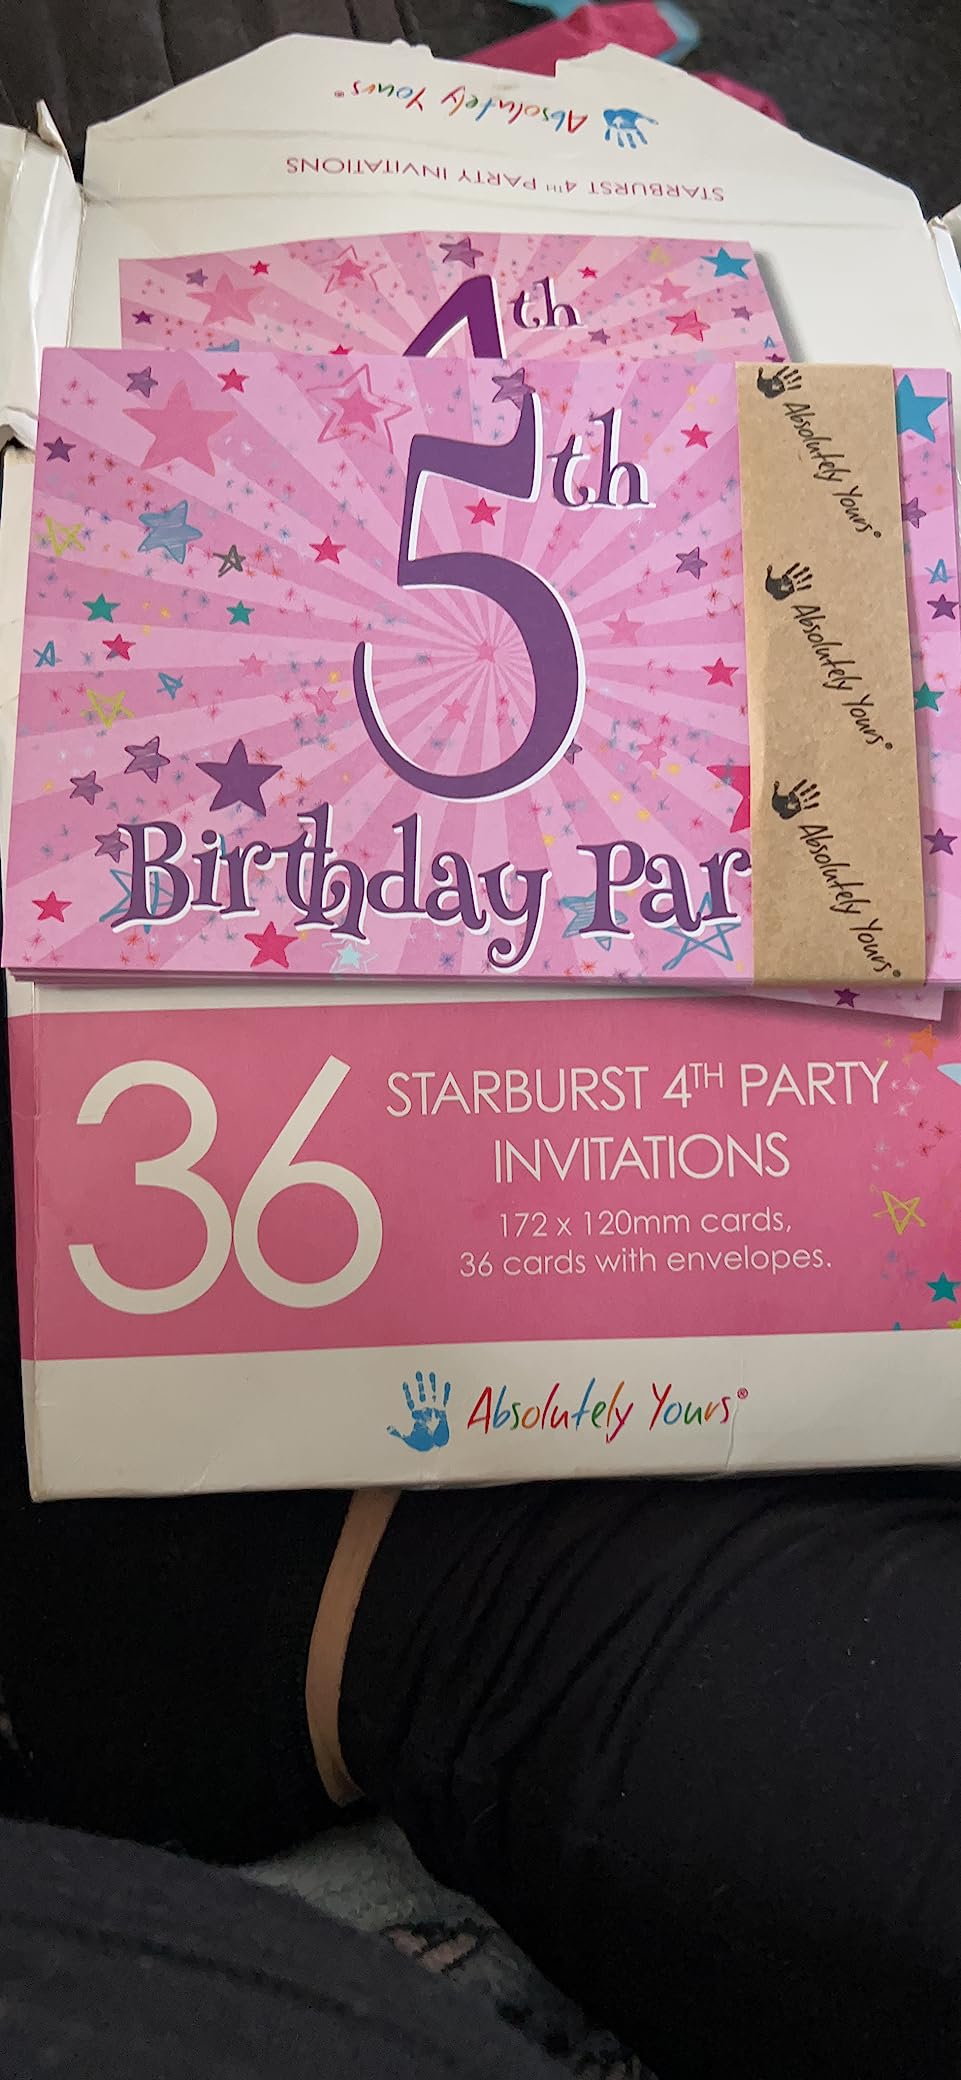 Absolutely Yours®
STARBURST 4TH PARTY INVITATIONS
4th
5th
Birthday Par
Absolutely Yours®
Absolutely Yours®
Absolutely Yours®
36
STARBURST 4TH PARTY
INVITATIONS
172 x 120mm cards,
36 cards with envelopes.
Absolutely Yours®